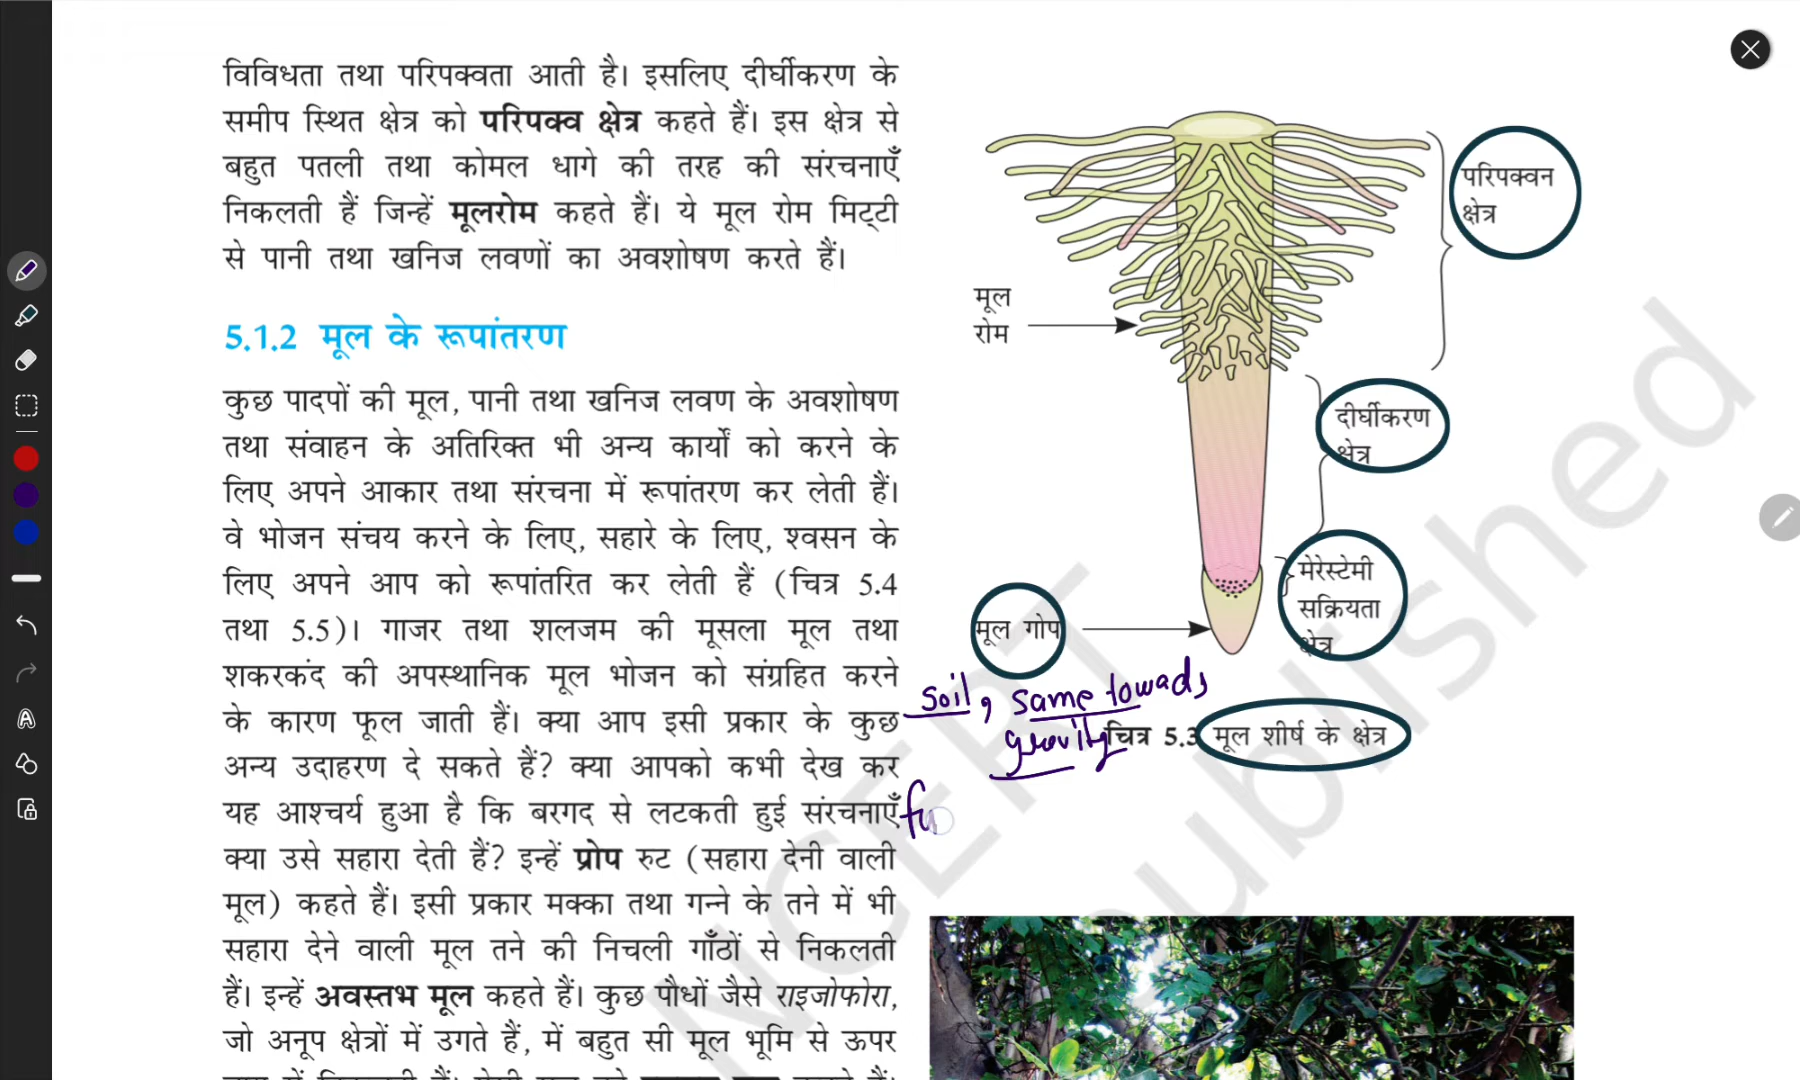 विविधता तथा परिपक्वता आती है। इसलिए दीर्घीकरण के
समीप स्थित क्षेत्र को परिपक्व क्षेत्र कहते हैं। इस क्षेत्र से
बहुत पतली तथा कोमल धागे की तरह की संरचनाएँ
निकलती हैं जिन्हें मूलरोम कहते हैं। ये मूल रोम मिट्टी
से पानी तथा खनिज लवणों का अवशोषण करते हैं।
5.1.2 मूल के रूपांतरण
कुछ पादपों की मूल, पानी तथा खनिज लवण के अवशोषण
तथा संवाहन के अतिरिक्त भी अन्य कार्यों को करने के
लिए अपने आकार तथा संरचना में रूपांतरण कर लेती हैं।
वे भोजन संचय करने के लिए, सहारे के लिए, श्वसन के
लिए अपने आप को रूपांतरित कर लेती हैं (चित्र 5.4
तथा 5.5)। गाजर तथा शलजम की मूसला मूल तथा
शकरकंद की अपस्थानिक मूल भोजन को संग्रहित करने
के कारण फूल जाती हैं। क्या आप इसी प्रकार के कुछ
अन्य उदाहरण दे सकते हैं? क्या आपको कभी देख कर
यह आश्चर्य हुआ है कि बरगद से लटकती हुई संरचनाएँ
क्या उसे सहारा देती हैं? इन्हें प्रोप रुट (सहारा देनी वाली
मूल) कहते हैं। इसी प्रकार मक्का तथा गन्ने के तने में भी
सहारा देने वाली मूल तने की निचली गाँठों से निकलती
हैं। इन्हें अवस्तभ मूल कहते हैं। कुछ पौधों जैसे राइजोफोरा,
जो अनूप क्षेत्रों में उगते हैं, में बहुत सी मूल भूमि से ऊपर
परिपक्वन
क्षेत्र
मूल
रोम
दीर्घीकरण
क्षेत्र
मेरेस्टेमी
सक्रियता
क्षेत्र
मूल गोप
soil, same towads
gravity
चित्र 5.3 मूल शीर्ष के क्षेत्र
fu
NCERT
published